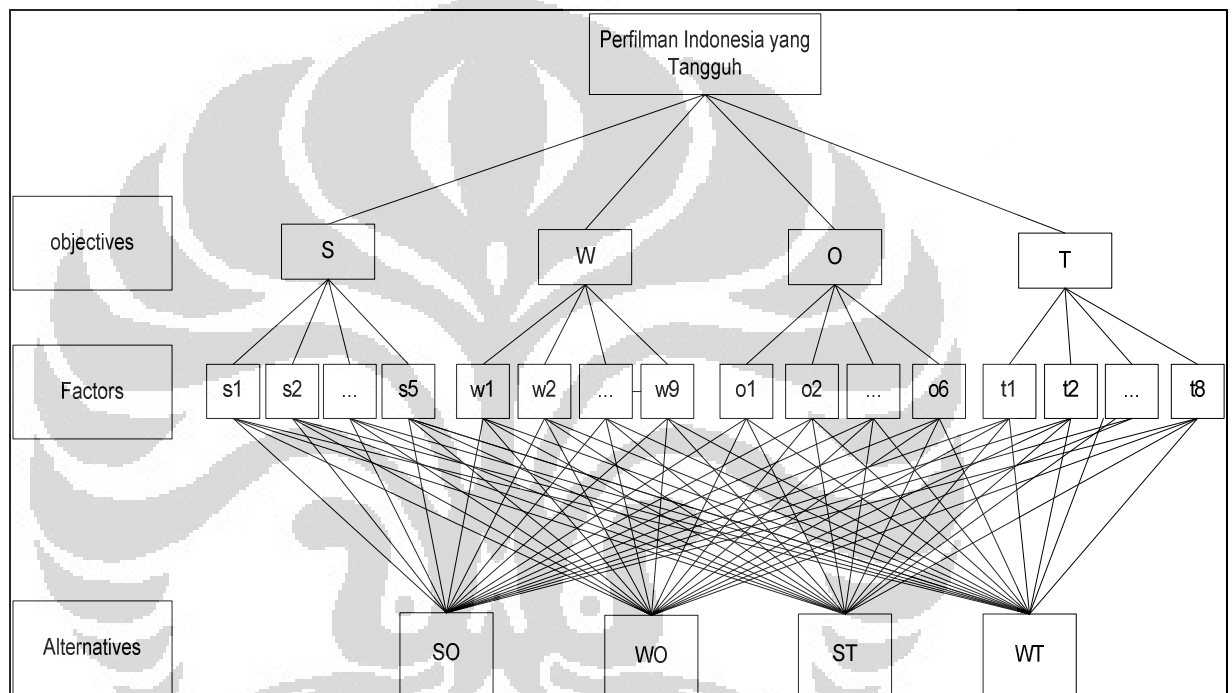 Perfilman Indonesia yang
Tangguh
objectives
S
W
O
T
Factors
s1
s2
...
s5
w1
w2
...
w9
o1
o2
...
o6
t1
t2
...
t8
Alternatives
SO
WO
ST
WT